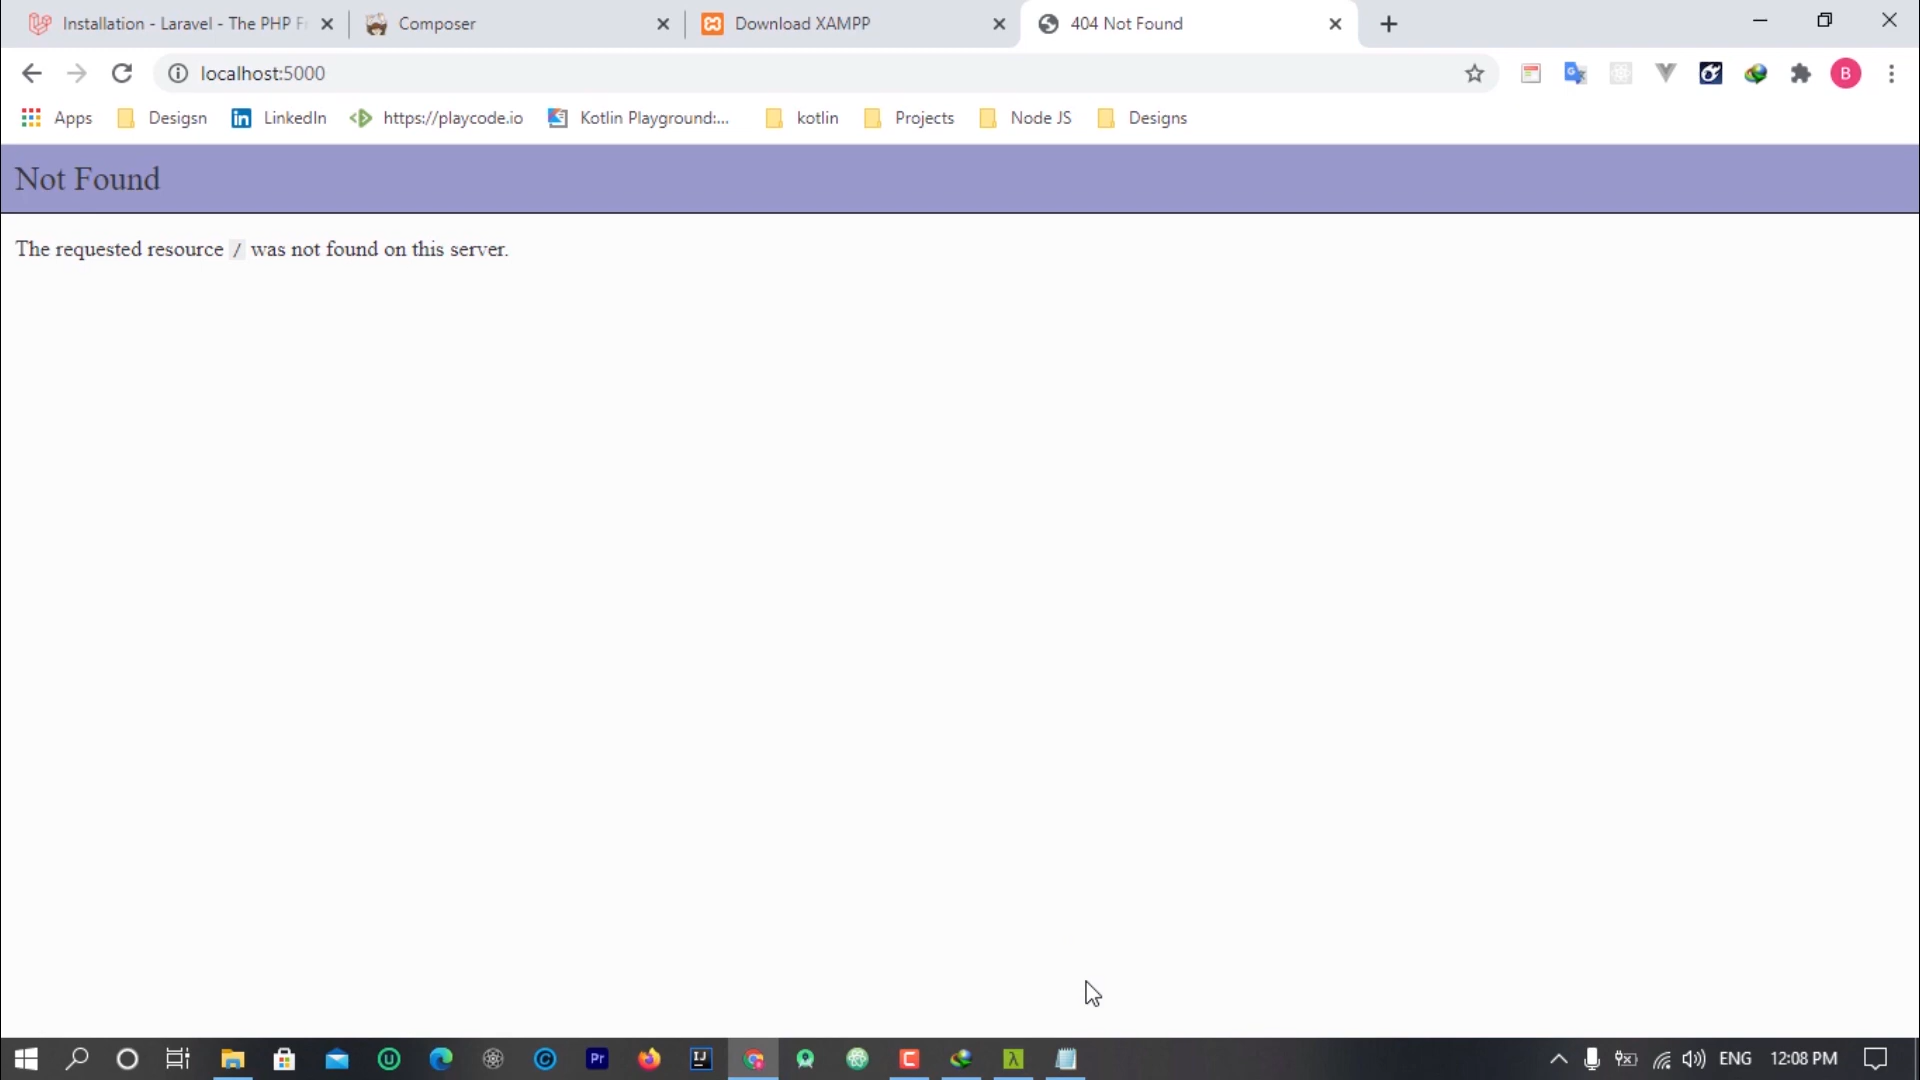 Installation - Laravel - The PHP Fr
Composer
Download XAMPP
404 Not Found
localhost:5000
B
Apps
Desigsn
LinkedIn
https://playcode.io
Kotlin Playground:...
kotlin
Projects
Node JS
Designs
Not Found
The requested resource / was not found on this server.
ENG
12:08 PM